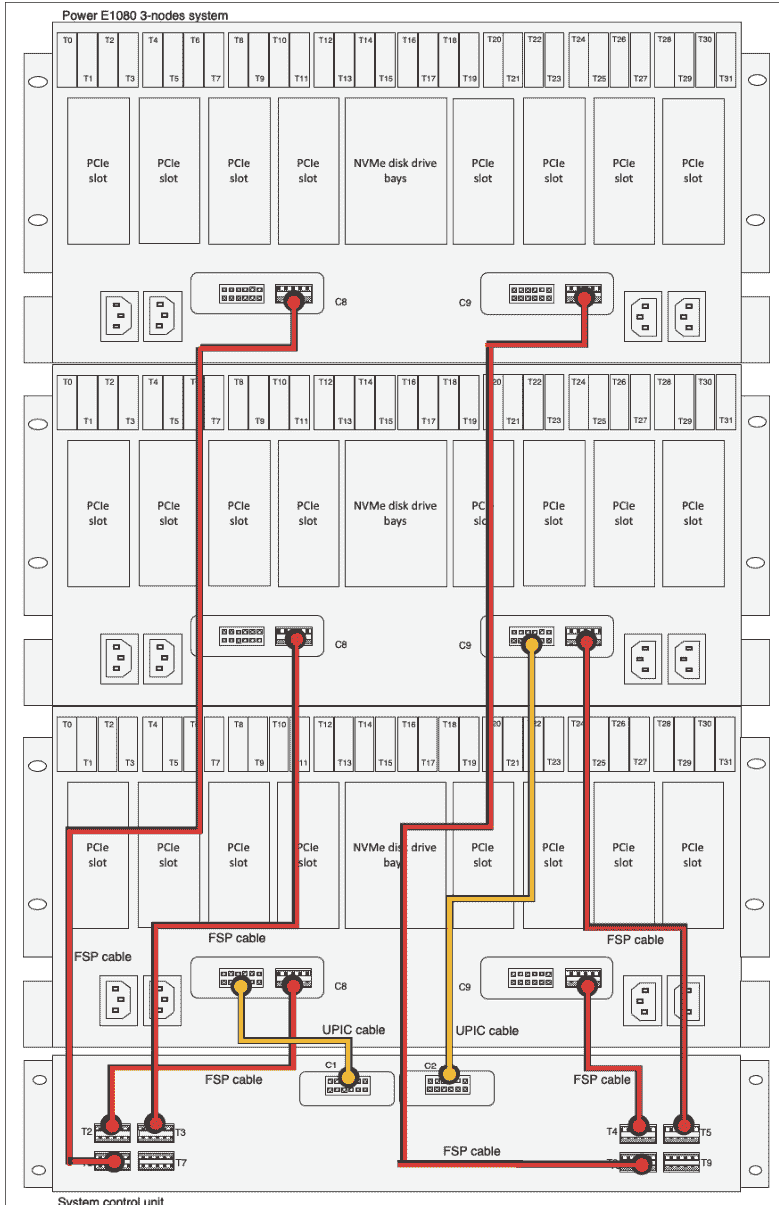 Power E1080 3-nodes system
T0 T2 T4 T6 T8 T10 T12 T14 T16 T18 T20 T22 T24 T26 T28 T30
T1 T3 T5 T7 T9 T11 T13 T15 T17 T19 T21 T23 T25 T27 T29 T31
PCIe PCIe PCIe PCIe NVMe disk drive PCIe PCIe PCIe PCIe
slot slot slot slot bays slot slot slot slot
C8 C9
T0 T2 T4 T8 T10 T12 T14 T16 T18 T22 T24 T26 T28 T30
T1 T3 T5 T7 T9 T11 T13 T15 T17 T19 T21 T23 T25 T27 T29 T31
PCIe PCIe PCIe PCIe NVMe disk drive PCIe PCIe PCIe
slot slot slot slot bays slot slot slot
C8 C9
T0 T2 T4 T8 T10 T12 T14 T16 T18 T24 T26 T28 T30
T1 T3 T5 T7 T9 T13 T15 T17 T19 T21 T23 T25 T27 T29 T31
PCIe PCIe PCIe PCIe NVMe disk drive PCIe PCIe PCIe PCIe
slot slot slot slot slot slot slot slot
FSP cable FSP cable FSP cable
C8 C9
UPIC cable UPIC cable
C1 C2
FSP cable FSP cable
T2 T3 T4 T5
FSP cable
T7 T9
System control unit